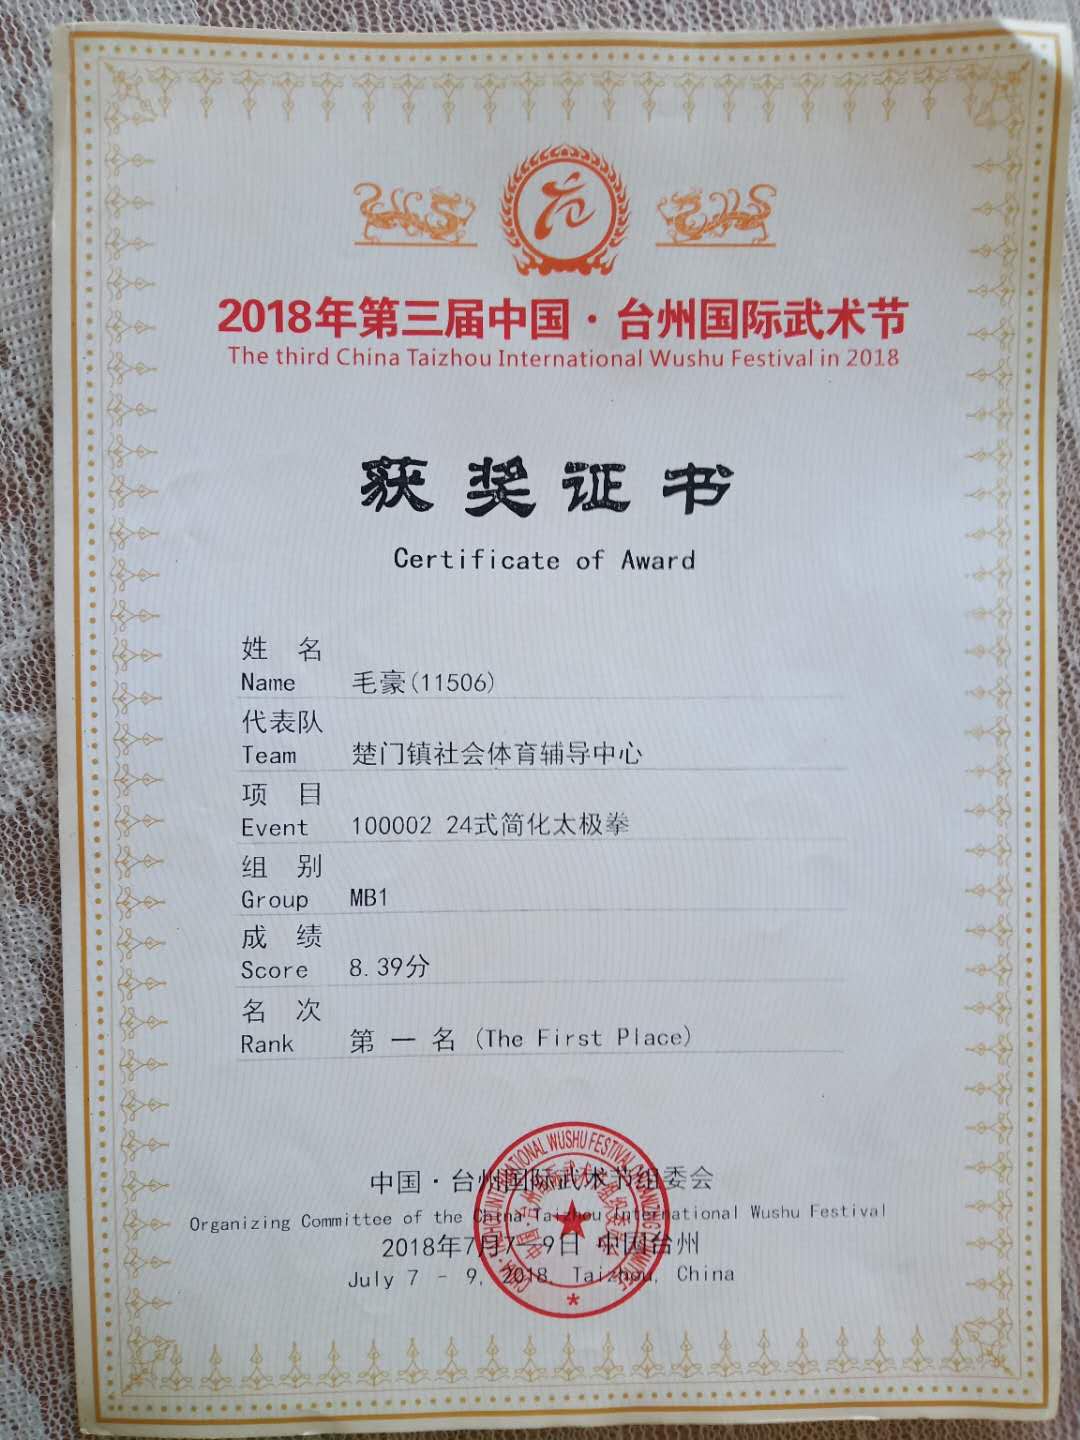 2018年第三届中国·台州国际武术节
The third China Taizhou International Wushu Festival in 2018
获奖证书
Certificate of Award
姓 名
Name 毛豪(11506)
代表队
Team 楚门镇社会体育辅导中心
项 目
Event 100002 24式简化太极拳
组 别
Group MB1
成 绩
Score 8.39分
名 次
Rank 第 一 名 (The First Place)
中国·台州国际武术节组委会
Organizing Committee of the China Taizhou International Wushu Festival
2018年7月7-9日 中国台州
July 7 - 9, 2018, Taizhou, China